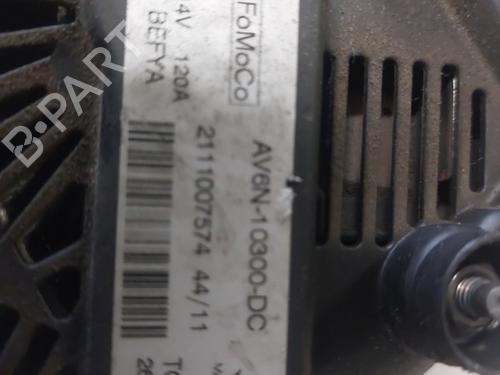 FoMoCo
4V 120A
BEFYA
AV6N-10300-DC
2111007574 44/11
B-PARTS